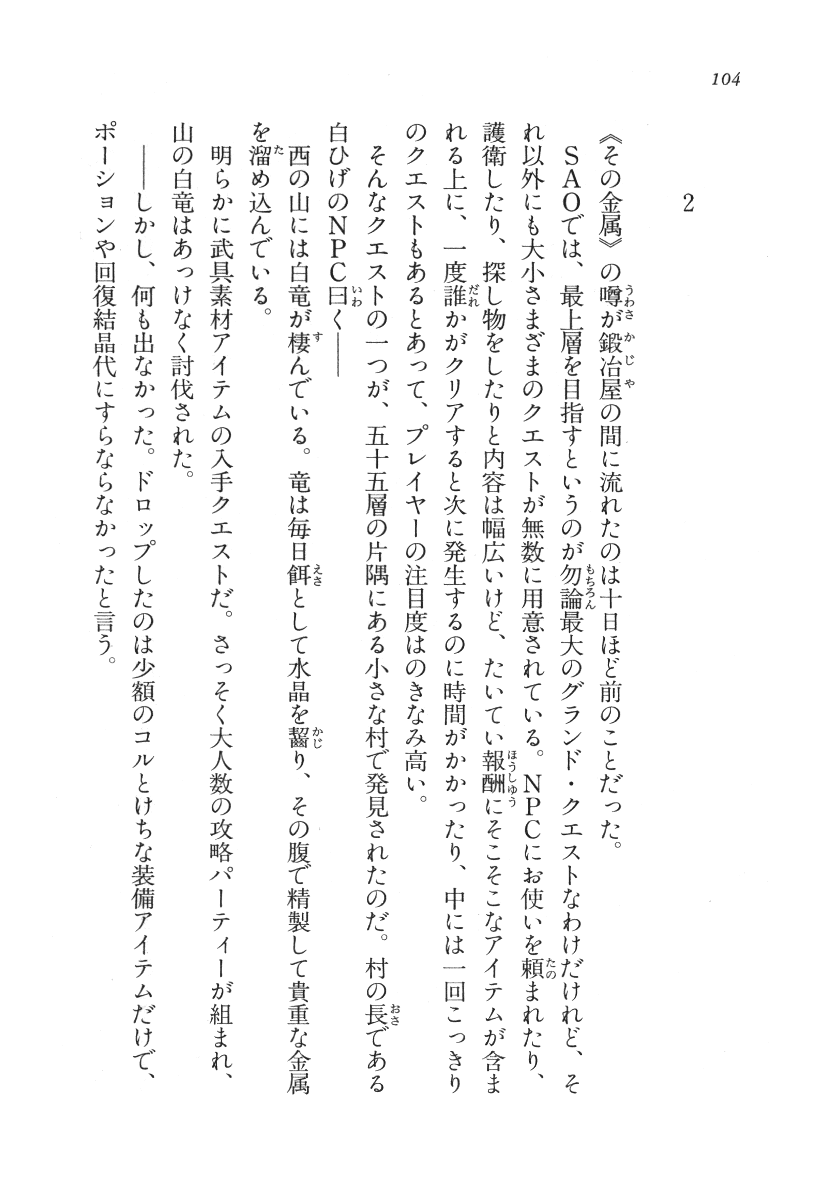 104
2
《その金属》の噂が鍛冶屋の間に流れたのは十日ほど前のことだった。
　ＳＡＯでは、最上層を目指すというのが勿論最大のグランド・クエストなわけだけれど、そ
れ以外にも大小さまざまのクエストが無数に用意されている。ＮＰＣにお使いを頼まれたり、
護衛したり、探し物をしたりと内容は幅広いけど、たいてい報酬にそこそこなアイテムが含ま
れる上に、一度誰かがクリアすると次に発生するのに時間がかかったり、中には一回こっきり
のクエストもあるとあって、プレイヤーの注目度はのきなみ高い。
　そんなクエストの一つが、五十五層の片隅にある小さな村で発見されたのだ。村の長である
白ひげのＮＰＣ曰く――
　西の山には白竜が棲んでいる。竜は毎日餌として水晶を齧り、その腹で精製して貴重な金属
を溜め込んでいる。
　明らかに武具素材アイテムの入手クエストだ。さっそく大人数の攻略パーティーが組まれ、
山の白竜はあっけなく討伐された。
　――しかし、何も出なかった。ドロップしたのは少額のコルとけちな装備アイテムだけで、
ポーションや回復結晶代にすらならなかったと言う。